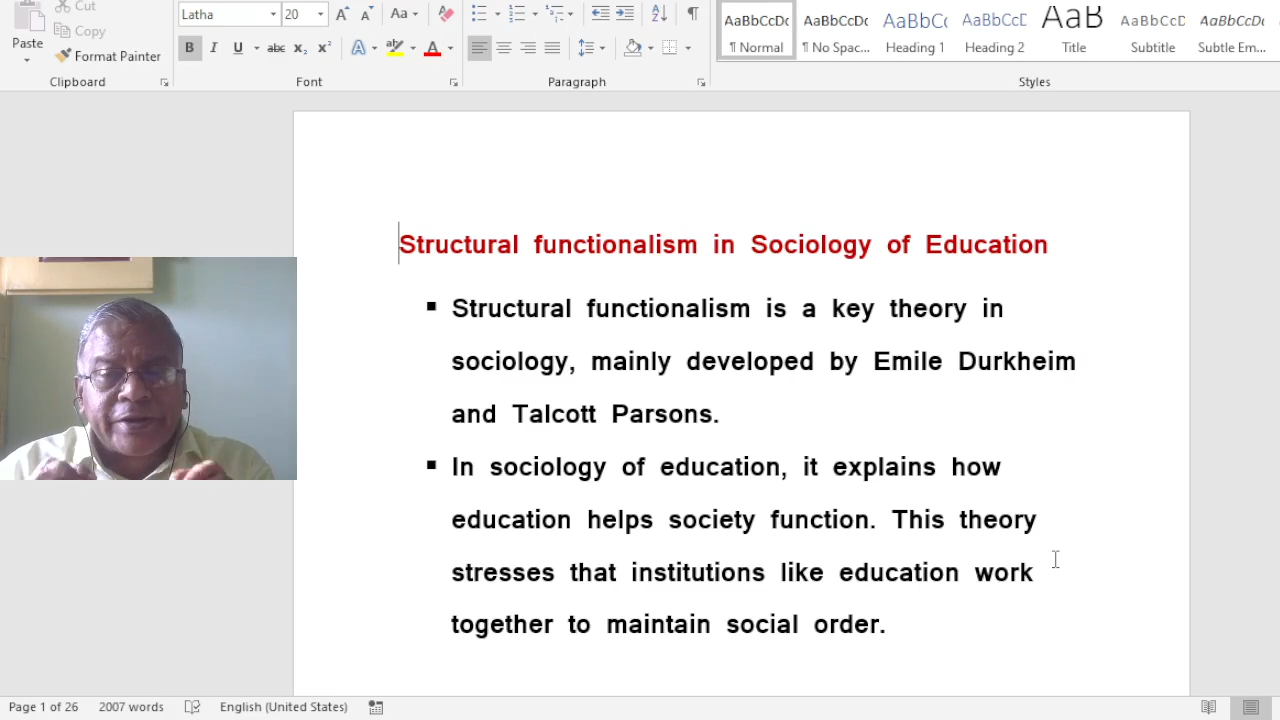 Cut
Copy
Paste
Format Painter
Clipboard
Latha
20
Aa
B I U abc x₂ x²
A
Font
Paragraph
AaBbCcDc AaBbCcDc AaBbCc AaBbCcE AaB AaBbCcD AaBbCcDc
¶ Normal ¶ No Spac... Heading 1 Heading 2 Title Subtitle Subtle Em...
Styles
Structural functionalism in Sociology of Education
▪ Structural functionalism is a key theory in
sociology, mainly developed by Emile Durkheim
and Talcott Parsons.
▪ In sociology of education, it explains how
education helps society function. This theory
stresses that institutions like education work
together to maintain social order.
Page 1 of 26 2007 words English (United States)